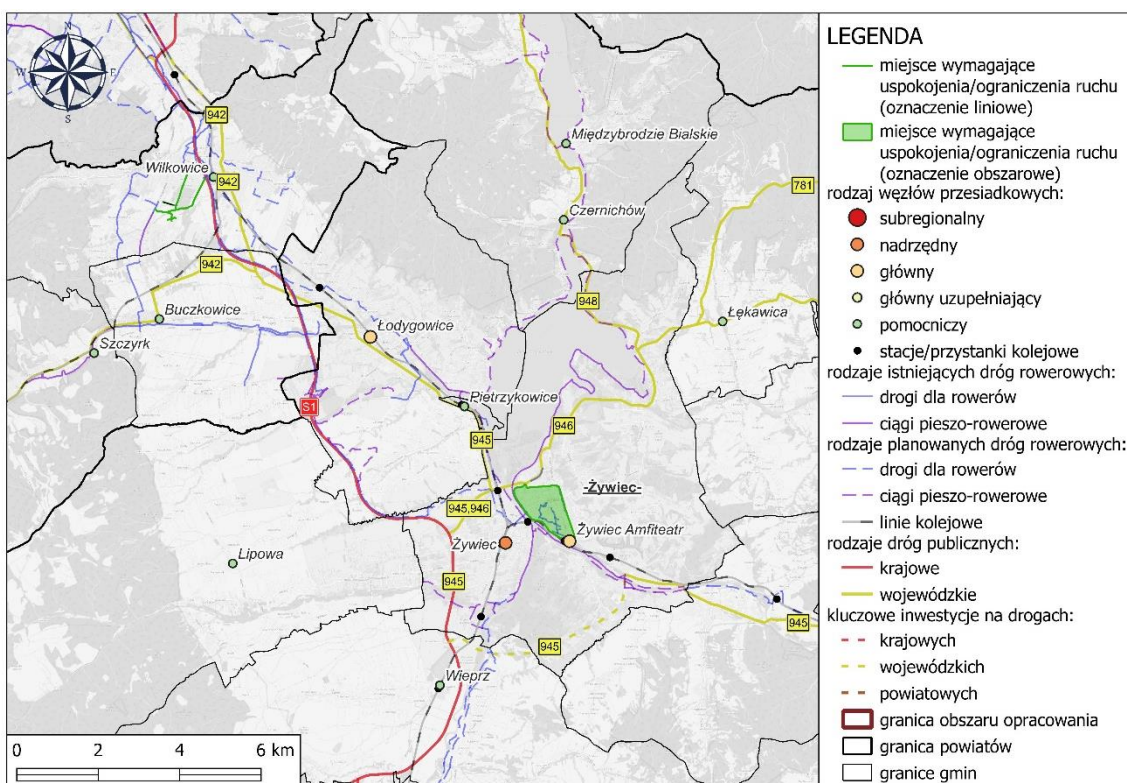 N
W
E
S
942
Wilkowice
942
942
Buczkowice
Szczyrk
Międzybrodzie Bialskie
Czernichów
781
948
Łękawica
Łodygowice
S1
Pietrzykowice
945
946
-Żywiec-
945,946
Żywiec Amfiteatr
Żywiec
Lipowa
945
945
945
Wieprz
0 2 4 6 km
LEGENDA
miejsce wymagające
uspokojenia/ograniczenia ruchu
(oznaczenie liniowe)
miejsce wymagające
uspokojenia/ograniczenia ruchu
(oznaczenie obszarowe)
rodzaj węzłów przesiadkowych:
subregionalny
nadrzędny
główny
główny uzupełniający
pomocniczy
stacje/przystanki kolejowe
rodzaje istniejących dróg rowerowych:
drogi dla rowerów
ciągi pieszo-rowerowe
rodzaje planowanych dróg rowerowych:
drogi dla rowerów
ciągi pieszo-rowerowe
linie kolejowe
rodzaje dróg publicznych:
krajowe
wojewódzkie
kluczowe inwestycje na drogach:
krajowych
wojewódzkich
powiatowych
granica obszaru opracowania
granica powiatów
granice gmin